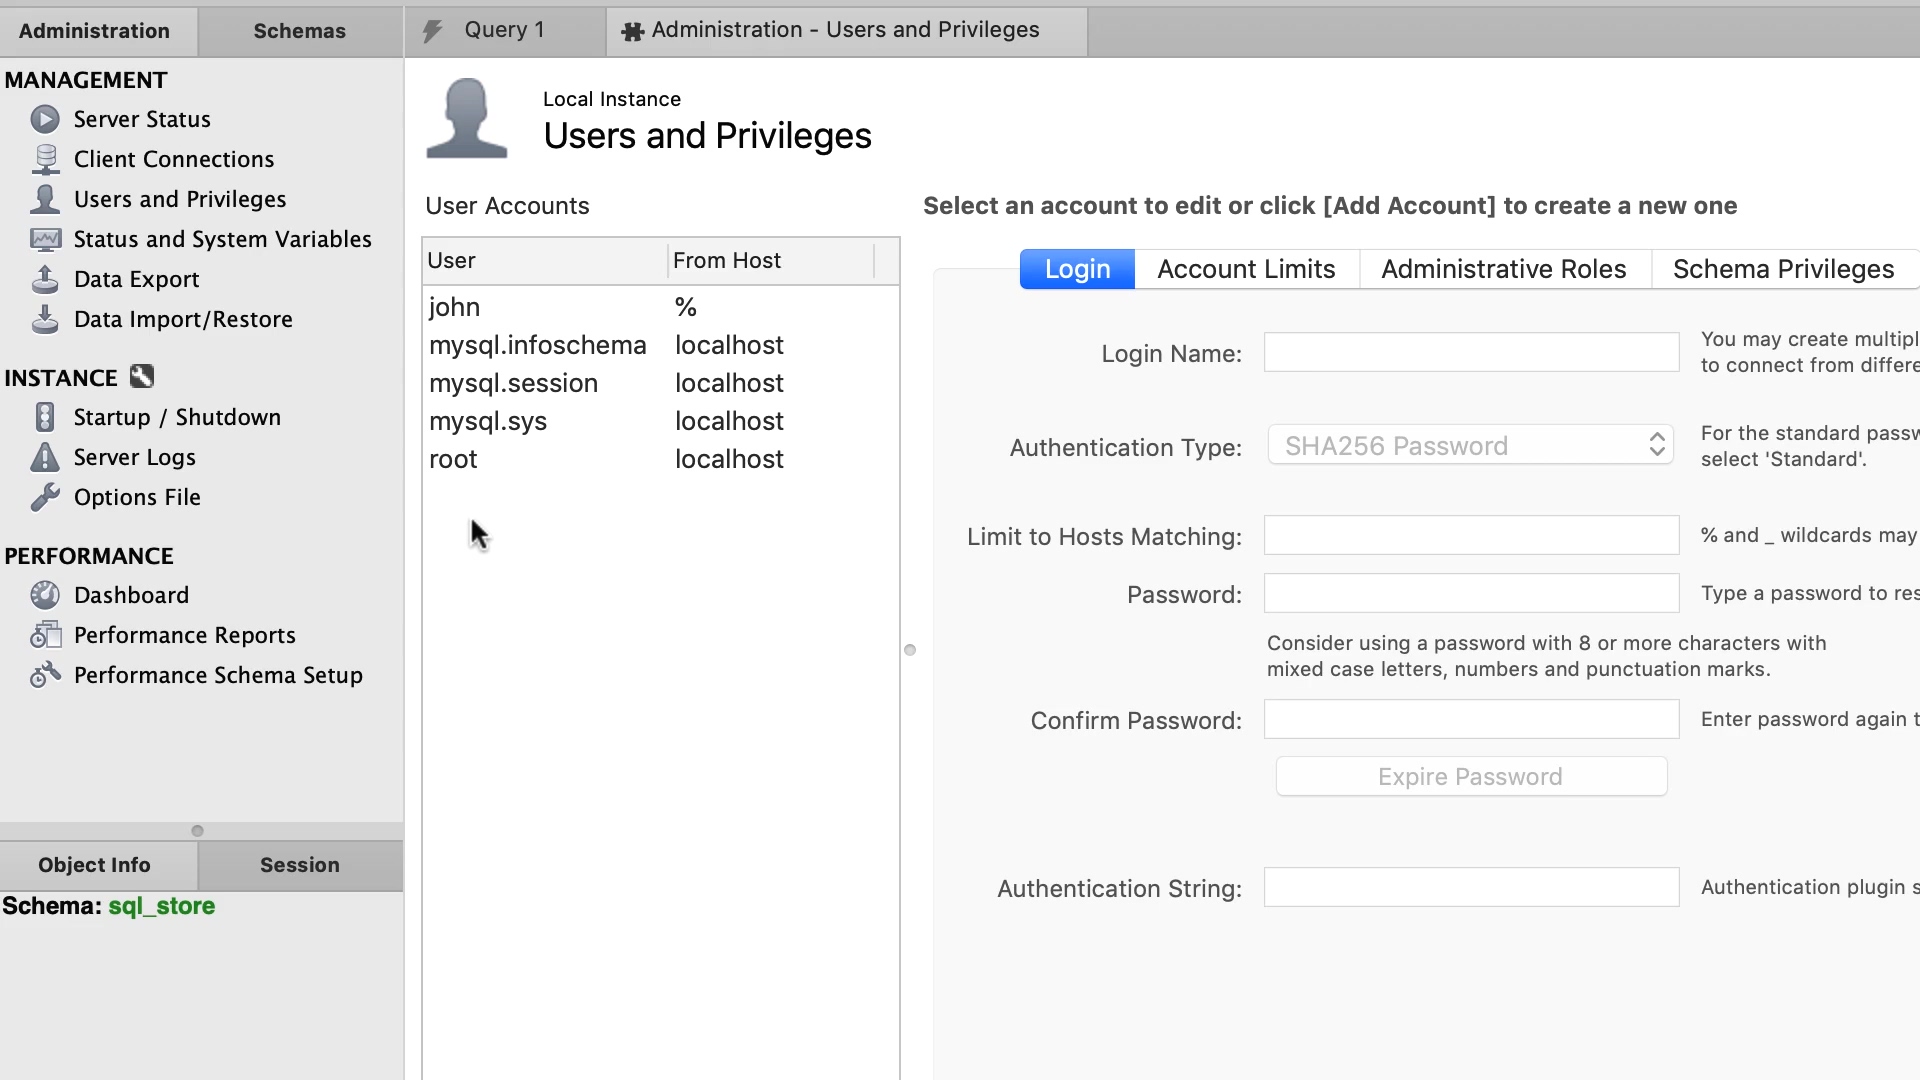 Administration
Schemas
Query 1
Administration - Users and Privileges
MANAGEMENT
Server Status
Client Connections
Users and Privileges
Status and System Variables
Data Export
Data Import/Restore
INSTANCE
Startup / Shutdown
Server Logs
Options File
PERFORMANCE
Dashboard
Performance Reports
Performance Schema Setup
Object Info
Session
Schema: sql_store
Local Instance
Users and Privileges
User Accounts
User From Host
john %
mysql.infoschema localhost
mysql.session localhost
mysql.sys localhost
root localhost
Select an account to edit or click [Add Account] to create a new one
Login Account Limits Administrative Roles Schema Privileges
Login Name:
You may create
to connect from
Authentication Type: SHA256 Password
For the standard
select 'Standard'.
Limit to Hosts Matching:
% and _ wildcards may
Password:
Type a password to
Consider using a password with 8 or more characters with
mixed case letters, numbers and punctuation marks.
Confirm Password:
Enter password again
Expire Password
Authentication String:
Authentication plugin